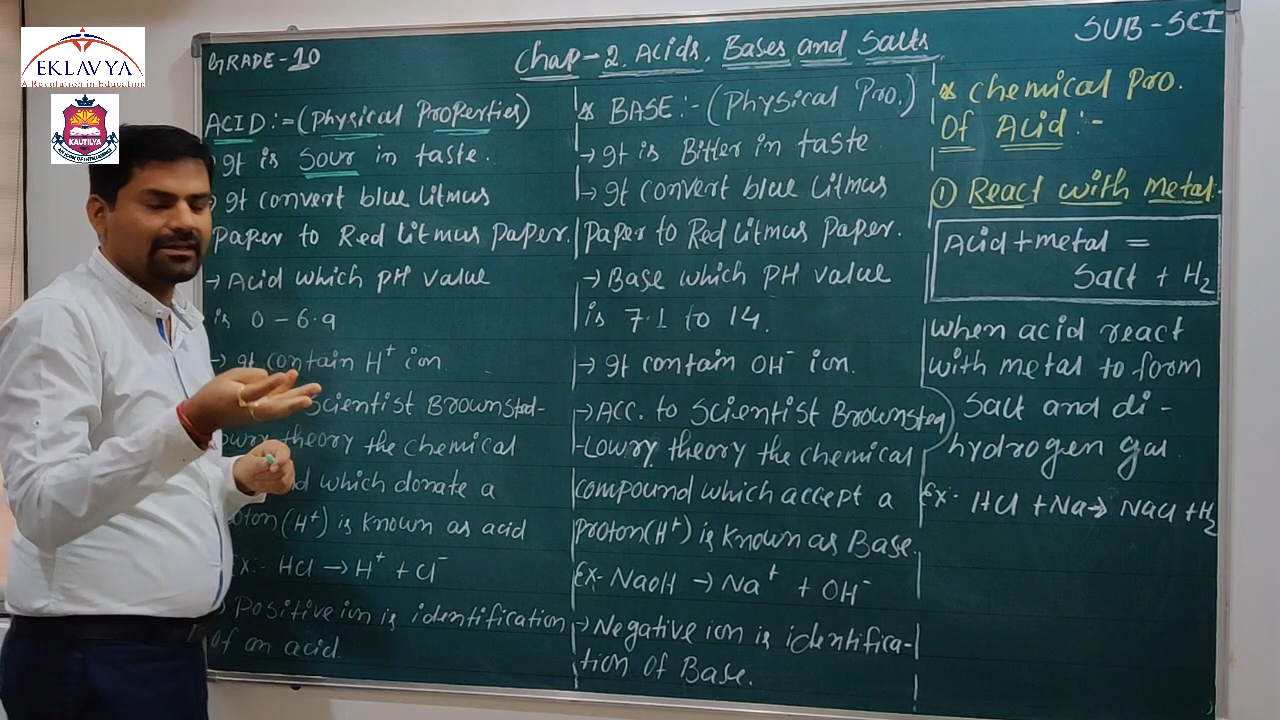 EKLAVYA
A Revolution in Education
KAUTILYA
GRADE-10
Chap-2. Acids, Bases and Salts
SUB-SCI
ACID:-(Physical Properties)
→ It is Sour in taste.
→ It convert blue litmus
Paper to Red litmus paper.
→ Acid which pH value
is 0 - 6.9
→ It contain H⁺ ion.
Scientist Brownsted-
Lowry theory the chemical
which donate a
Proton (H⁺) is known as acid
Ex:- HCl → H⁺ + Cl⁻
Positive ion is identification
Of an acid.
* BASE:-(Physical Pro.)
→ It is Bitter in taste
→ It convert blue litmus
Paper to Red litmus paper.
→ Base which pH value
is 7.1 to 14.
→ It contain OH⁻ ion.
→ Acc. to Scientist Brownsted
-Lowry theory the chemical
compound which accept a
Proton(H⁺) is known as Base.
Ex- NaOH → Na⁺ + OH⁻
→ Negative ion is identifica-
tion of Base.
* Chemical Pro.
Of Acid:-
① React with metal:-
Acid+metal =
Salt + H₂
When acid react
with metal to form
Salt and di-
hydrogen gas.
Ex- HCl + Na → NaCl + H₂